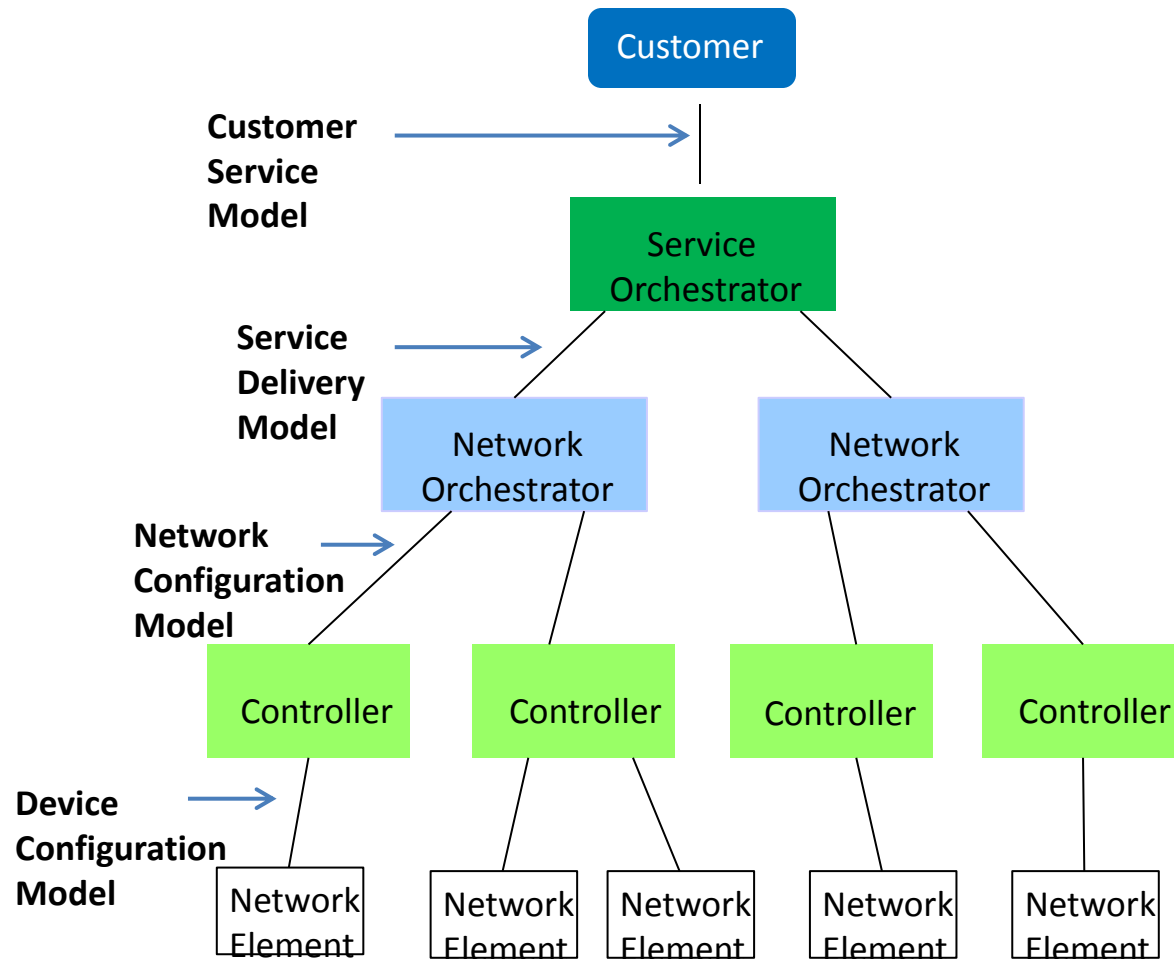 Customer
Customer
Service
Model
Service
Orchestrator
Service
Delivery
Model
Network
Orchestrator
Network
Orchestrator
Network
Configuration
Model
Controller
Controller
Controller
Controller
Device
Configuration
Model
Network
Element
Network
Element
Network
Element
Network
Element
Network
Element